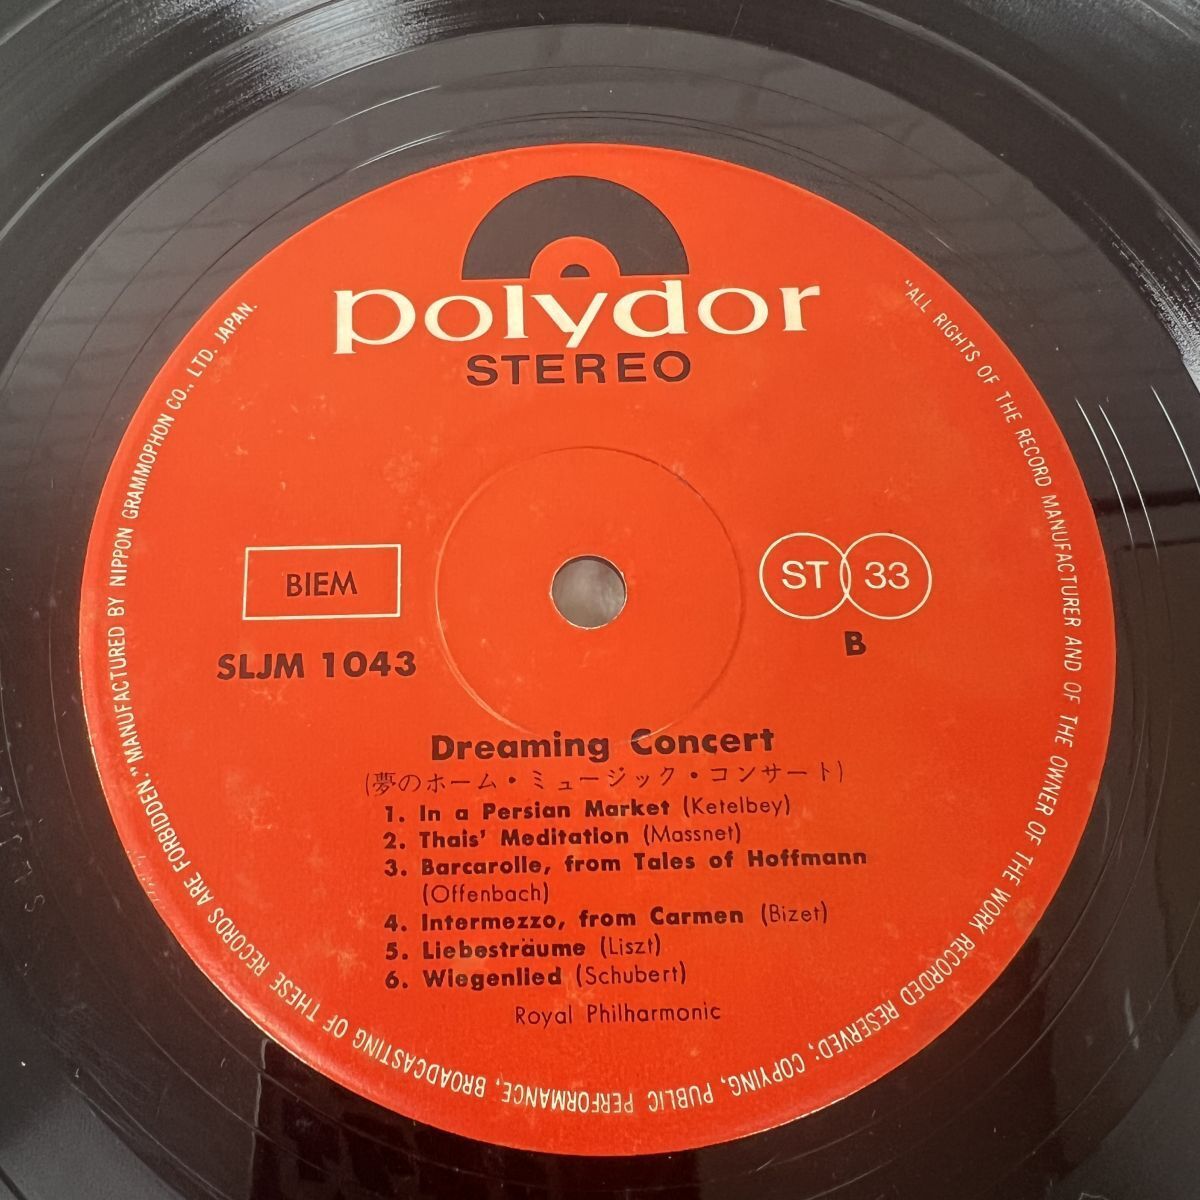 polydor
STEREO
BIEM
ST 33
SLJM 1043
B
Dreaming Concert
(夢のホーム・ミュージック・コンサート)
1. In a Persian Market (Ketelbey)
2. Thais' Meditation (Massnet)
3. Barcarolle, from Tales of Hoffmann
(Offenbach)
4. Intermezzo, from Carmen (Bizet)
5. Liebesträume (Liszt)
6. Wiegenlied (Schubert)
Royal Philharmonic
"ALL RIGHTS OF THE RECORD MANUFACTURER AND OF THE OWNER OF THE WORK RECORDED RESERVED; COPYING, PUBLIC PERFORMANCE, BROADCASTING OF THESE RECORDS ARE FORBIDDEN." MANUFACTURED BY NIPPON GRAMMOPHON CO., LTD. JAPAN.